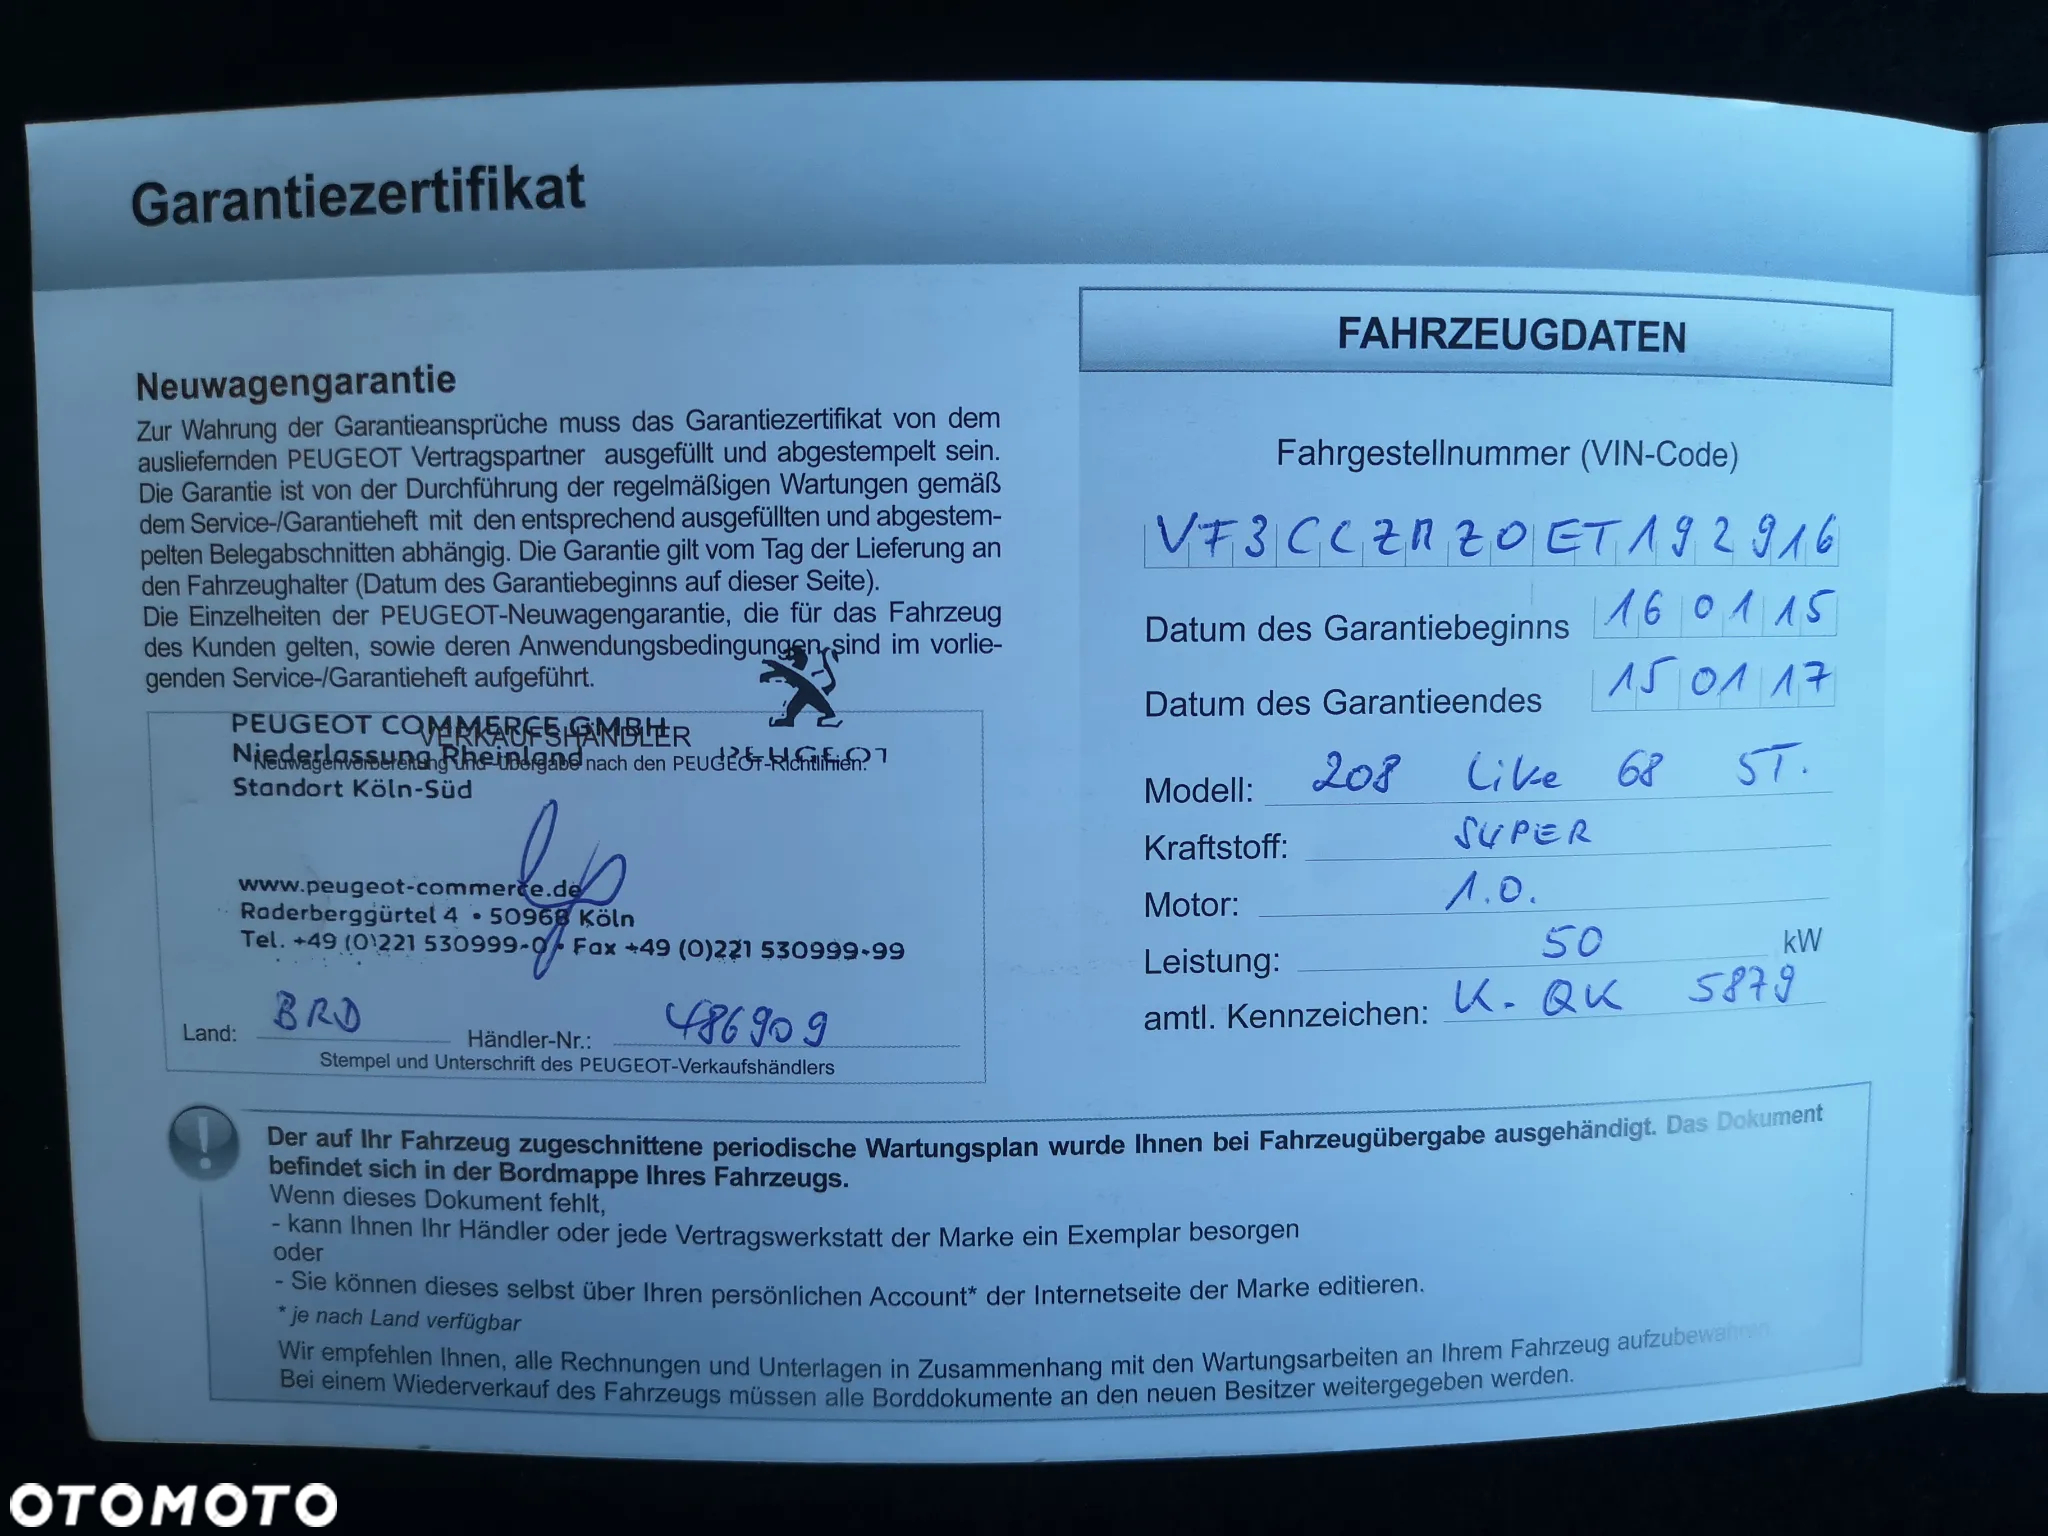 Garantiezertifikat
Neuwagengarantie
Zur Wahrung der Garantieansprüche muss das Garantiezertifikat von dem
ausliefernden PEUGEOT Vertragspartner ausgefüllt und abgestempelt sein.
Die Garantie ist von der Durchführung der regelmäßigen Wartungen gemäß
dem Service-/Garantieheft mit den entsprechend ausgefüllten und abgestem-
pelten Belegabschnitten abhängig. Die Garantie gilt vom Tag der Lieferung an
den Fahrzeughalter (Datum des Garantiebeginns auf dieser Seite).
Die Einzelheiten der PEUGEOT-Neuwagengarantie, die für das Fahrzeug
des Kunden gelten, sowie deren Anwendungsbedingungen, sind im vorlie-
genden Service-/Garantieheft aufgeführt.
PEUGEOT COMMERCE GMBH
VERKAUFSHÄNDLER
Niederlassung Rheinland
PEUGEOT
Neuwagenvorbereitung und -übergabe nach den PEUGEOT-Richtlinien.
Standort Köln-Süd
www.peugeot-commerce.de
Raderberggürtel 4 • 50968 Köln
Tel. +49 (0)221 530999-0 • Fax +49 (0)221 530999-99
Land: BRD Händler-Nr.: 486909
Stempel und Unterschrift des PEUGEOT-Verkaufshändlers
FAHRZEUGDATEN
Fahrgestellnummer (VIN-Code)
VF3CCZMZ0ET192916
Datum des Garantiebeginns 16 01 15
Datum des Garantieendes 15 01 17
Modell: 208 Like 68 5T.
Kraftstoff: SUPER
Motor: 1.0.
Leistung: 50 kW
amtl. Kennzeichen: K-QK 5879
Der auf Ihr Fahrzeug zugeschnittene periodische Wartungsplan wurde Ihnen bei Fahrzeugübergabe ausgehändigt. Das Dokument
befindet sich in der Bordmappe Ihres Fahrzeugs.
Wenn dieses Dokument fehlt,
- kann Ihnen Ihr Händler oder jede Vertragswerkstatt der Marke ein Exemplar besorgen
oder
- Sie können dieses selbst über Ihren persönlichen Account* der Internetseite der Marke editieren.
* je nach Land verfügbar
Wir empfehlen Ihnen, alle Rechnungen und Unterlagen in Zusammenhang mit den Wartungsarbeiten an Ihrem Fahrzeug aufzubewahren.
Bei einem Wiederverkauf des Fahrzeugs müssen alle Borddokumente an den neuen Besitzer weitergegeben werden.
OTOMOTO